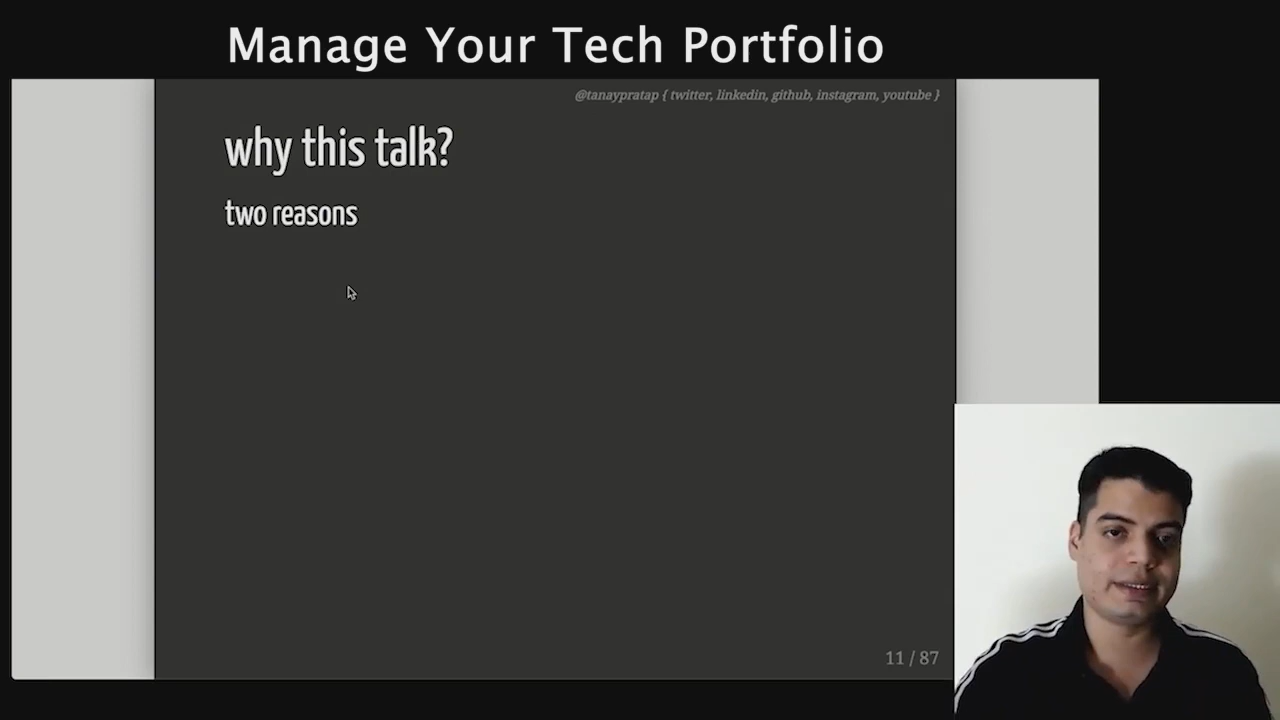 Manage Your Tech Portfolio
@tanaypratap { twitter, linkedin, github, instagram, youtube }
why this talk?
two reasons
11 / 87